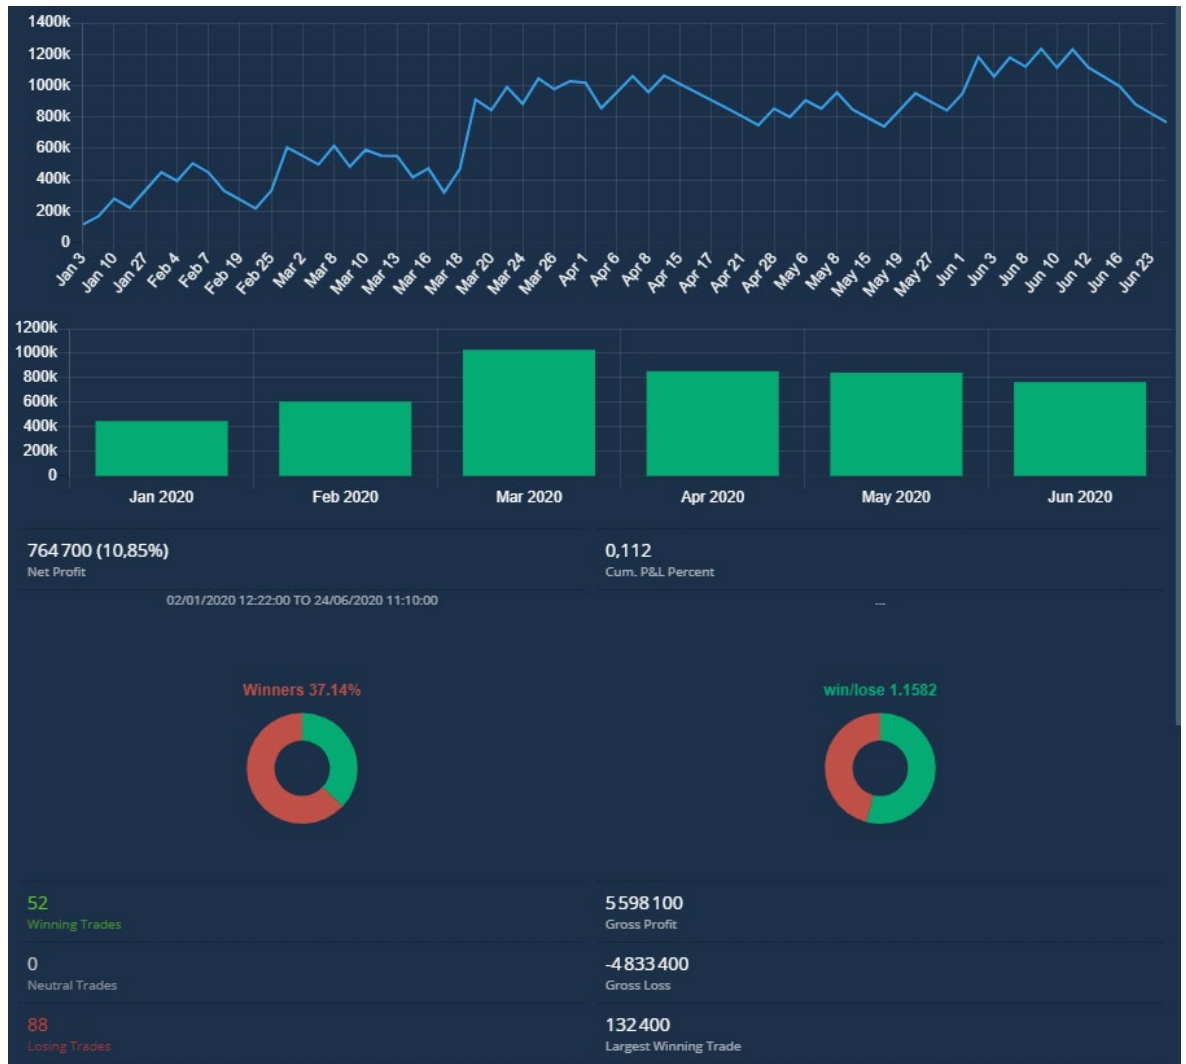 1400k
1200k
1000k
800k
600k
400k
200k
0
Jan 3 Jan 10 Jan 27 Feb 4 Feb 7 Feb 19 Feb 25 Mar 2 Mar 8 Mar 10 Mar 13 Mar 16 Mar 18 Mar 20 Mar 24 Mar 26 Apr 1 Apr 6 Apr 8 Apr 15 Apr 17 Apr 21 Apr 28 May 6 May 8 May 15 May 19 May 27 Jun 1 Jun 3 Jun 8 Jun 10 Jun 12 Jun 16 Jun 23
1200k
1000k
800k
600k
400k
200k
0
Jan 2020 Feb 2020 Mar 2020 Apr 2020 May 2020 Jun 2020
764 700 (10,85%)
Net Profit
0,112
Cum. P&L Percent
02/01/2020 12:22:00 TO 24/06/2020 11:10:00
---
Winners 37.14%
win/lose 1.1582
52
Winning Trades
5 598 100
Gross Profit
0
Neutral Trades
-4 833 400
Gross Loss
88
Losing Trades
132 400
Largest Winning Trade